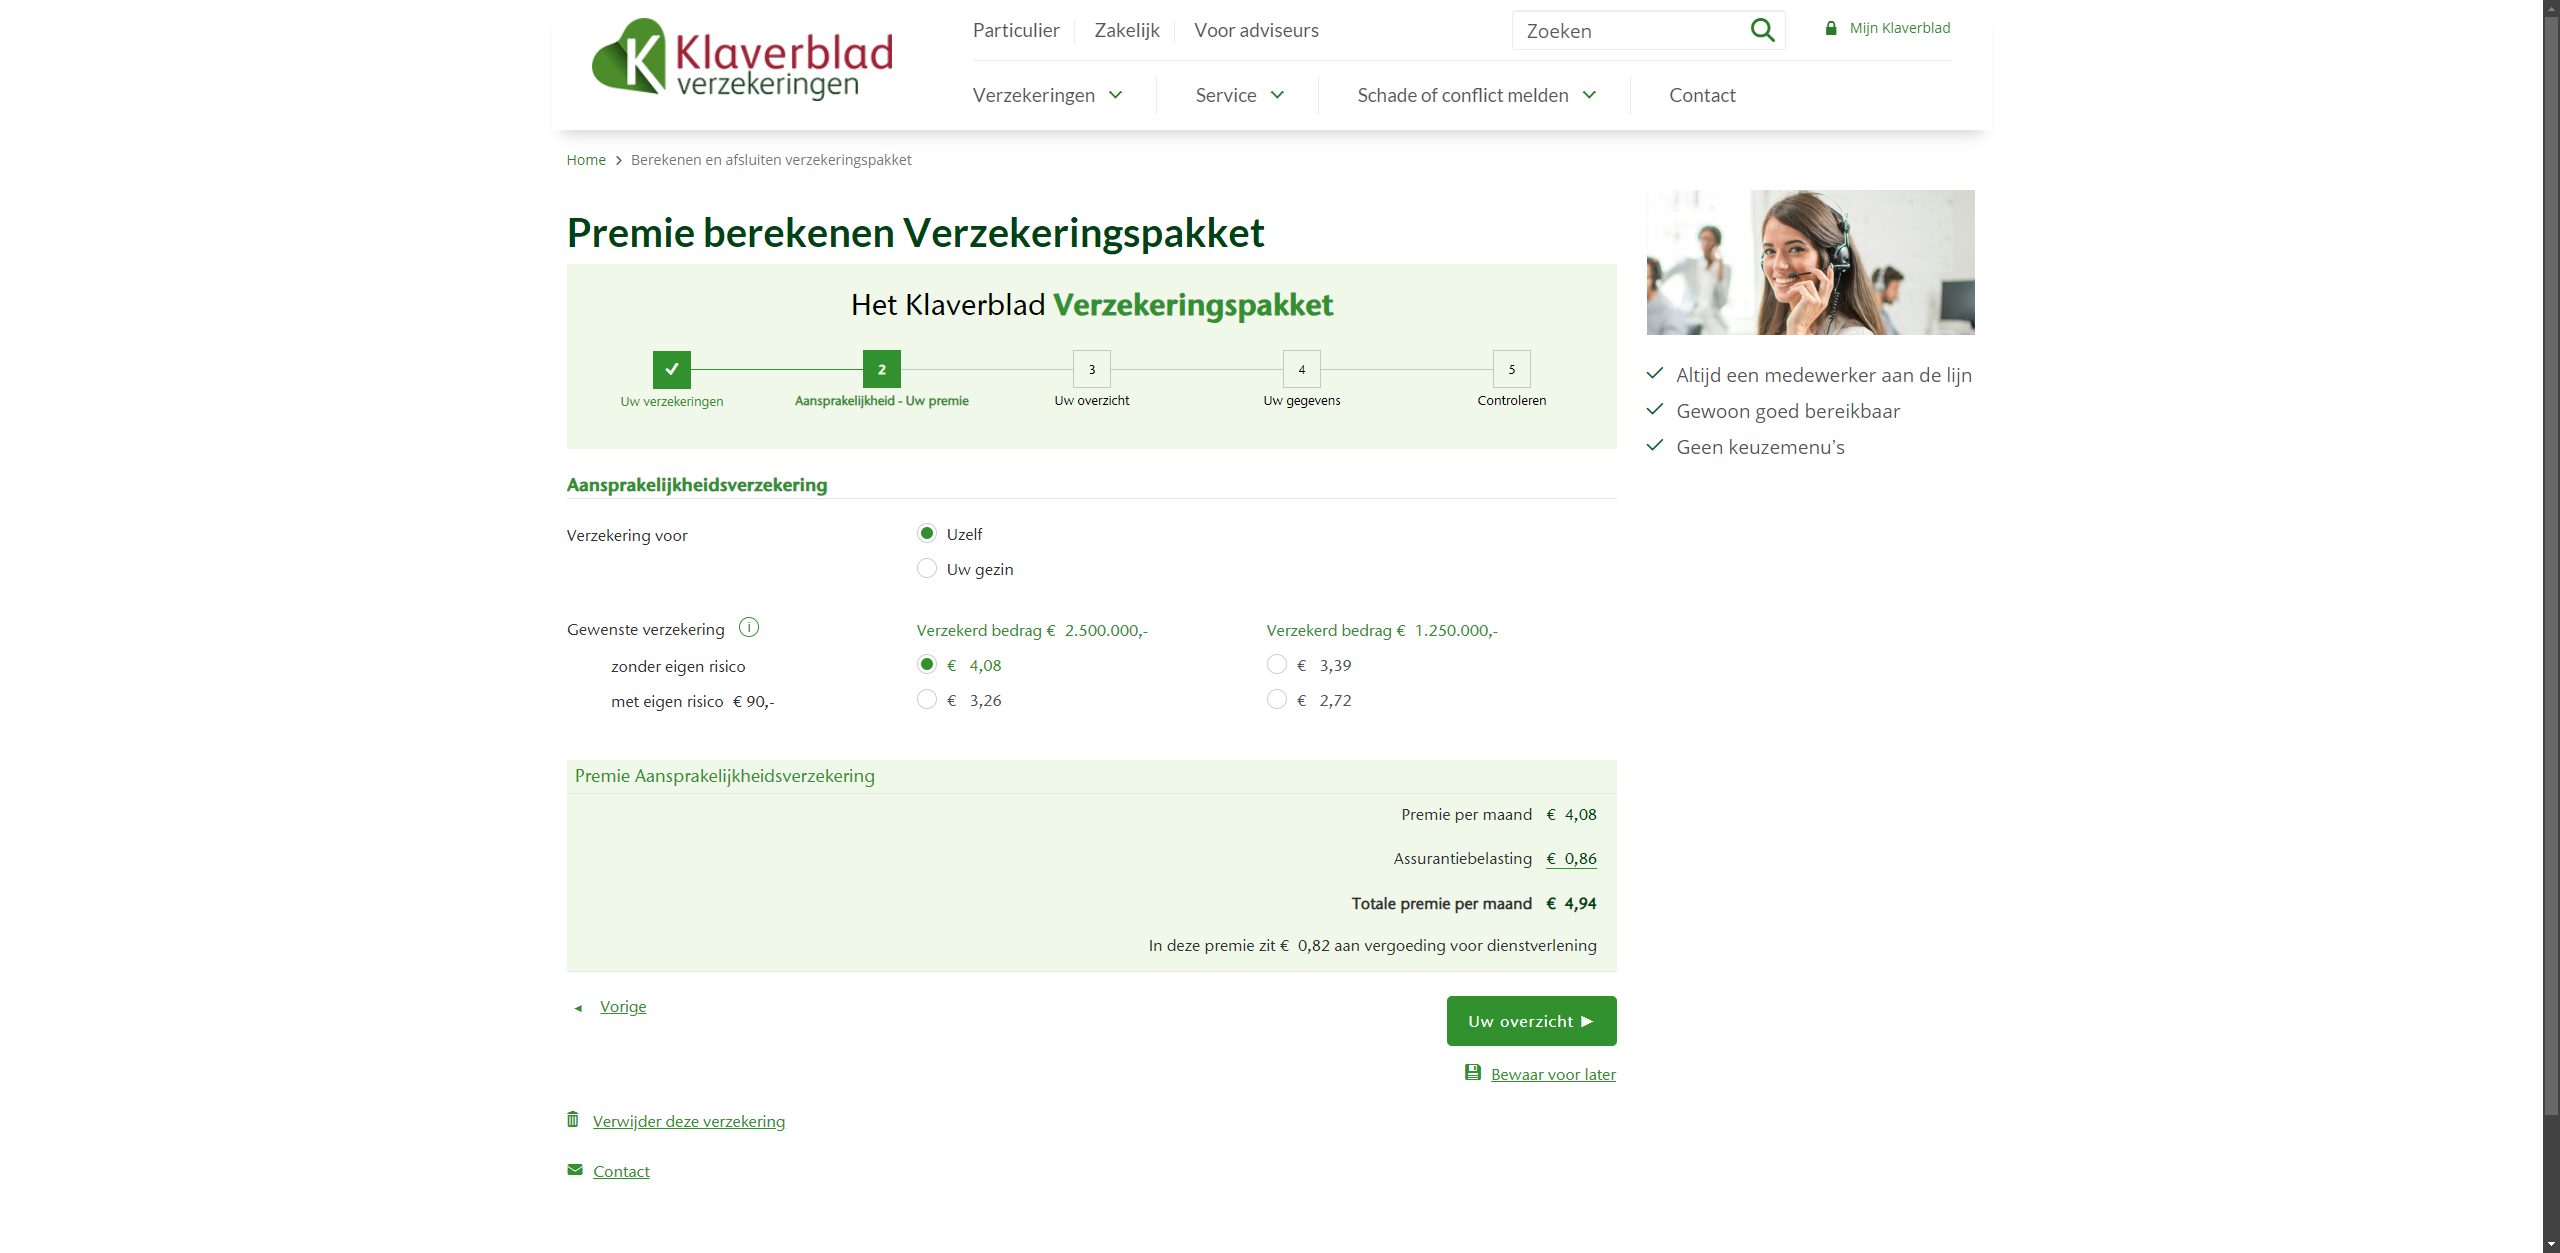 Klaverblad
verzekeringen
Particulier
Zakelijk
Voor adviseurs
Zoeken
Mijn Klaverblad
Verzekeringen
Service
Schade of conflict melden
Contact
Home
Berekenen en afsluiten verzekeringspakket
Premie berekenen Verzekeringspakket
Het Klaverblad Verzekeringspakket
2
3
4
5
Uw verzekeringen
Aansprakelijkheid - Uw premie
Uw overzicht
Uw gegevens
Controleren
Altijd een medewerker aan de lijn
Gewoon goed bereikbaar
Geen keuzemenu's
Aansprakelijkheidsverzekering
Verzekering voor
Uzelf
Uw gezin
Gewenste verzekering i
Verzekerd bedrag € 2.500.000,-
Verzekerd bedrag € 1.250.000,-
zonder eigen risico
€ 4,08
€ 3,39
met eigen risico € 90,-
€ 3,26
€ 2,72
Premie Aansprakelijkheidsverzekering
Premie per maand € 4,08
Assurantiebelasting € 0,86
Totale premie per maand € 4,94
In deze premie zit € 0,82 aan vergoeding voor dienstverlening
Vorige
Uw overzicht
Bewaar voor later
Verwijder deze verzekering
Contact